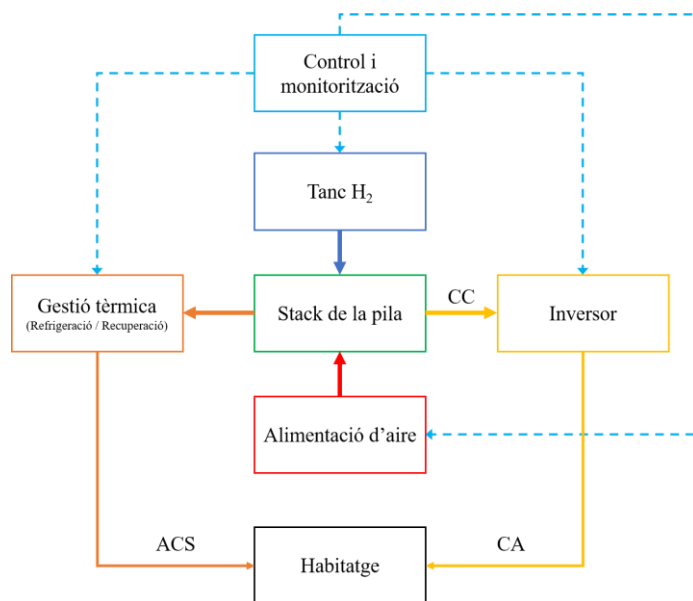 Control i
monitorització
Tanc H₂
Gestió tèrmica
(Refrigeració / Recuperació)
Stack de la pila
CC
Inversor
Alimentació d’aire
ACS
Habitatge
CA